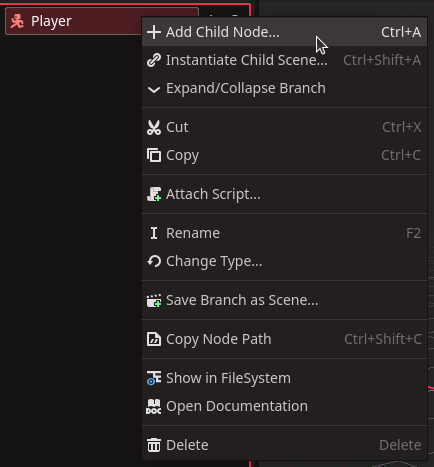 Player
Add Child Node... Ctrl+A
Instantiate Child Scene... Ctrl+Shift+A
Expand/Collapse Branch
Cut Ctrl+X
Copy Ctrl+C
Attach Script...
Rename F2
Change Type...
Save Branch as Scene...
Copy Node Path Ctrl+Shift+C
Show in FileSystem
DOC Open Documentation
Delete Delete